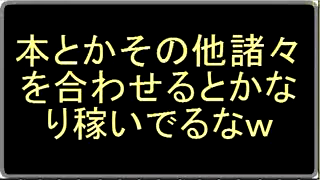 本とかその他諸々
を合わせるとかな
り稼いでるなw